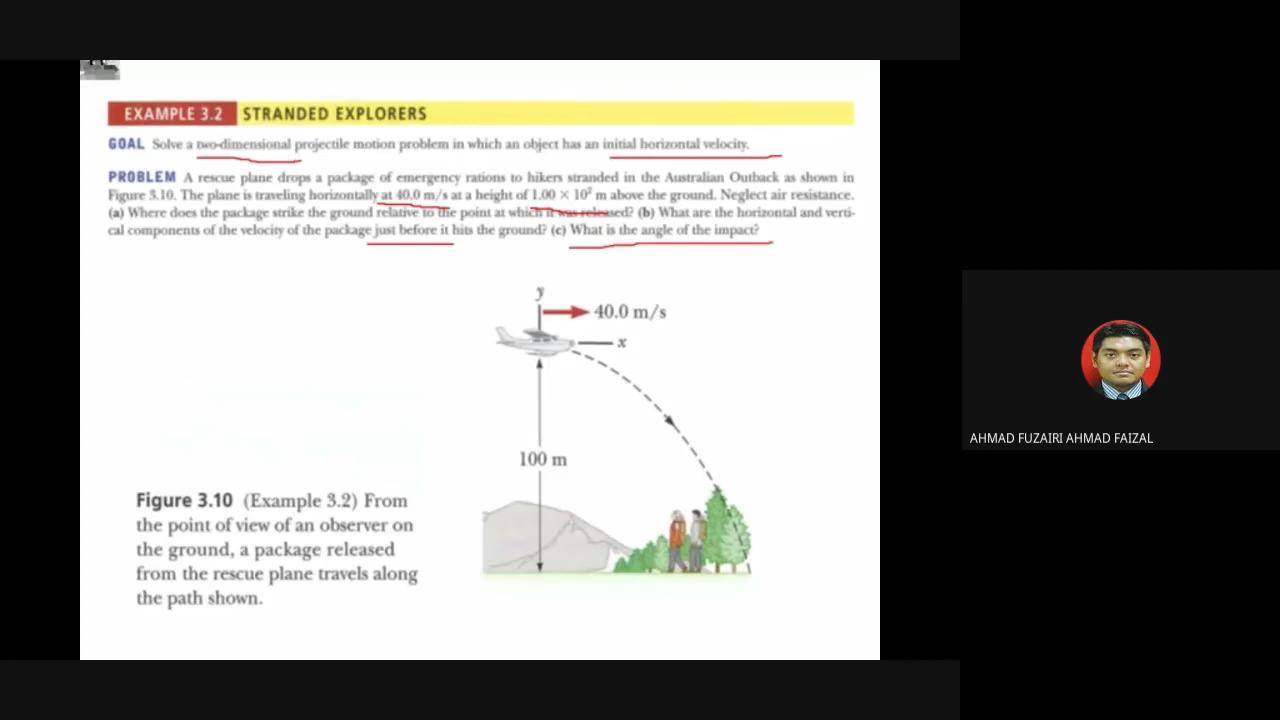 EXAMPLE 3.2 STRANDED EXPLORERS
GOAL Solve a two-dimensional projectile motion problem in which an object has an initial horizontal velocity.
PROBLEM A rescue plane drops a package of emergency rations to hikers stranded in the Australian Outback as shown in
Figure 3.10. The plane is traveling horizontally at 40.0 m/s at a height of 1.00 × 10² m above the ground. Neglect air resistance.
(a) Where does the package strike the ground relative to the point at which it was released? (b) What are the horizontal and verti-
cal components of the velocity of the package just before it hits the ground? (c) What is the angle of the impact?
y
40.0 m/s
x
100 m
Figure 3.10 (Example 3.2) From
the point of view of an observer on
the ground, a package released
from the rescue plane travels along
the path shown.
AHMAD FUZAIRI AHMAD FAIZAL